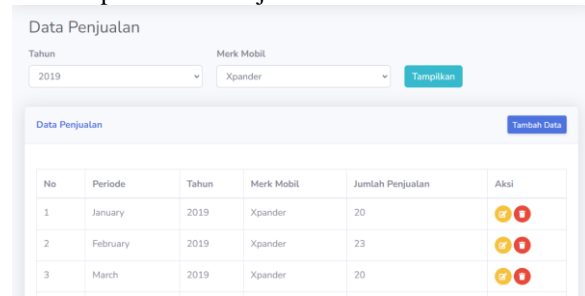 Data Penjualan
Tahun Merk Mobil
2019 Xpander Tampilkan
Data Penjualan Tambah Data
No Periode Tahun Merk Mobil Jumlah Penjualan Aksi
1 January 2019 Xpander 20
2 February 2019 Xpander 23
3 March 2019 Xpander 20